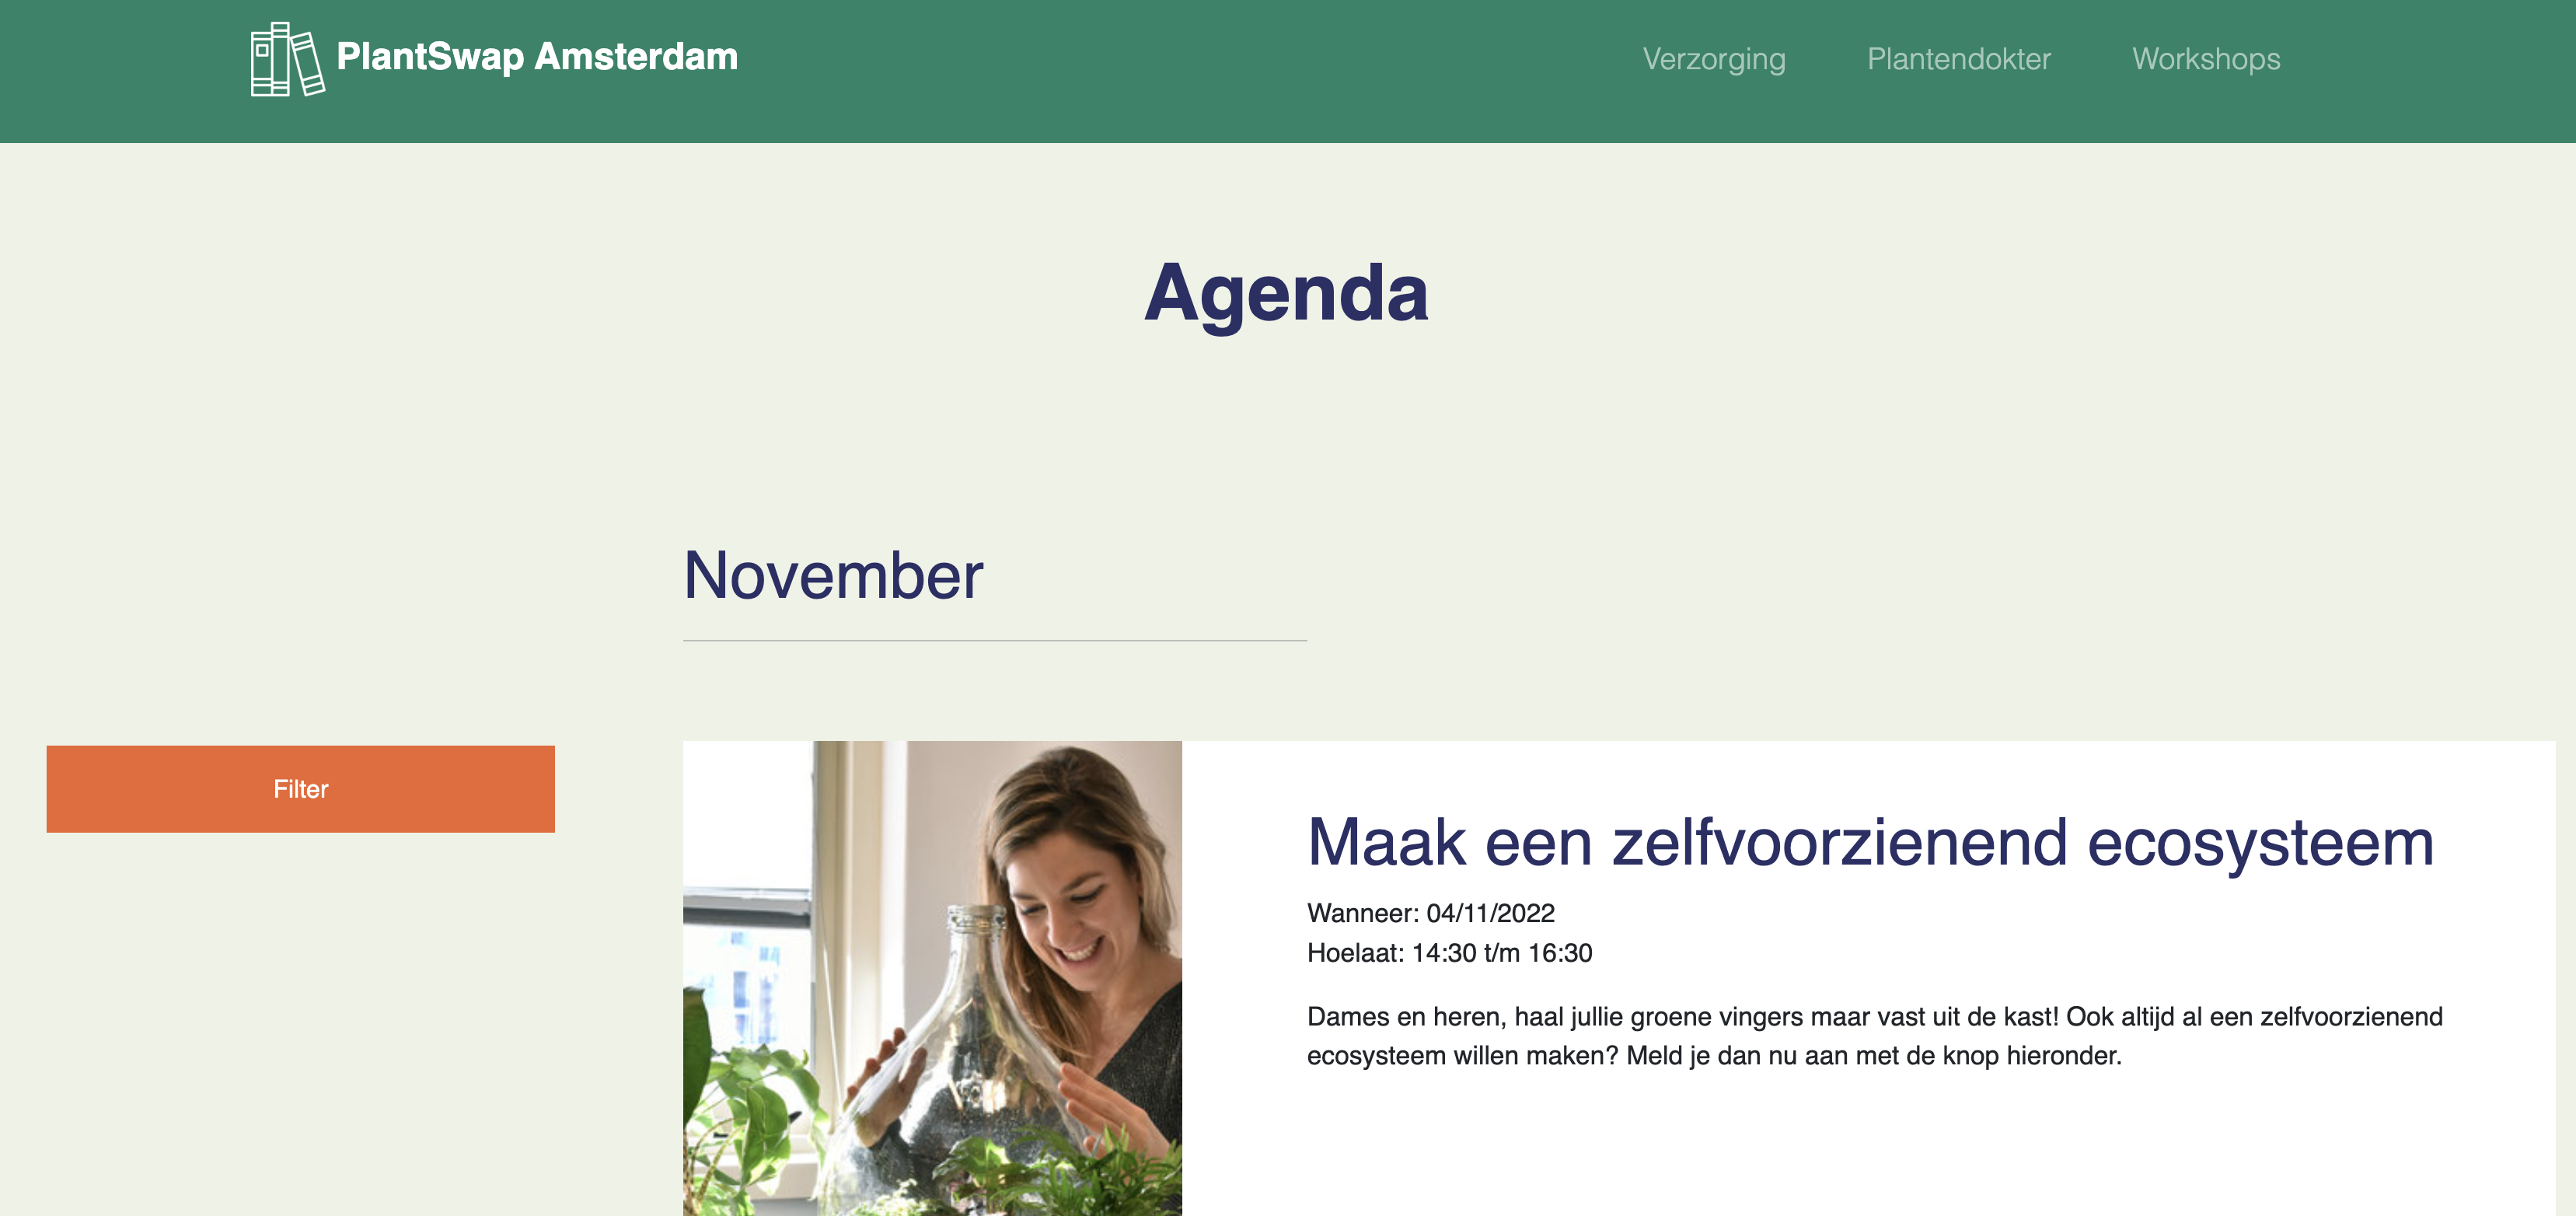 PlantSwap Amsterdam
Verzorging
Plantendokter
Workshops
Agenda
November
Filter
Maak een zelfvoorzienend ecosysteem
Wanneer: 04/11/2022
Hoelaat: 14:30 t/m 16:30
Dames en heren, haal jullie groene vingers maar vast uit de kast! Ook altijd al een zelfvoorzienend
ecosysteem willen maken? Meld je dan nu aan met de knop hieronder.